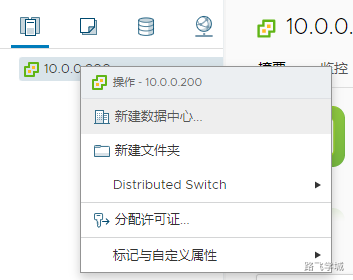 10.0.0.
10.0.0.200
摘要
监控
操作 - 10.0.0.200
新建数据中心...
新建文件夹
Distributed Switch
分配许可证...
标记与自定义属性
路飞学城